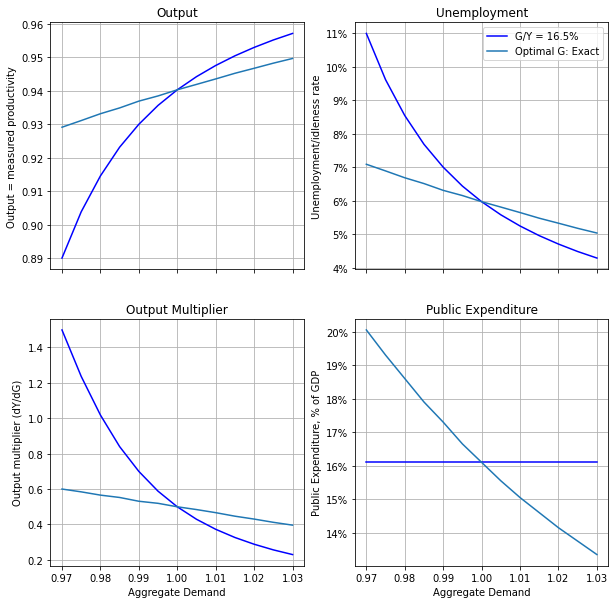 Output
0.96
0.95
0.94
0.93
0.92
0.91
0.90
0.89
Output = measured productivity
Unemployment
11%
10%
9%
8%
7%
6%
5%
4%
Unemployment/idleness rate
G/Y = 16.5%
Optimal G: Exact
Output Multiplier
1.4
1.2
1.0
0.8
0.6
0.4
0.2
Output multiplier (dY/dG)
0.97 0.98 0.99 1.00 1.01 1.02 1.03
Aggregate Demand
Public Expenditure
20%
19%
18%
17%
16%
15%
14%
Public Expenditure, % of GDP
0.97 0.98 0.99 1.00 1.01 1.02 1.03
Aggregate Demand